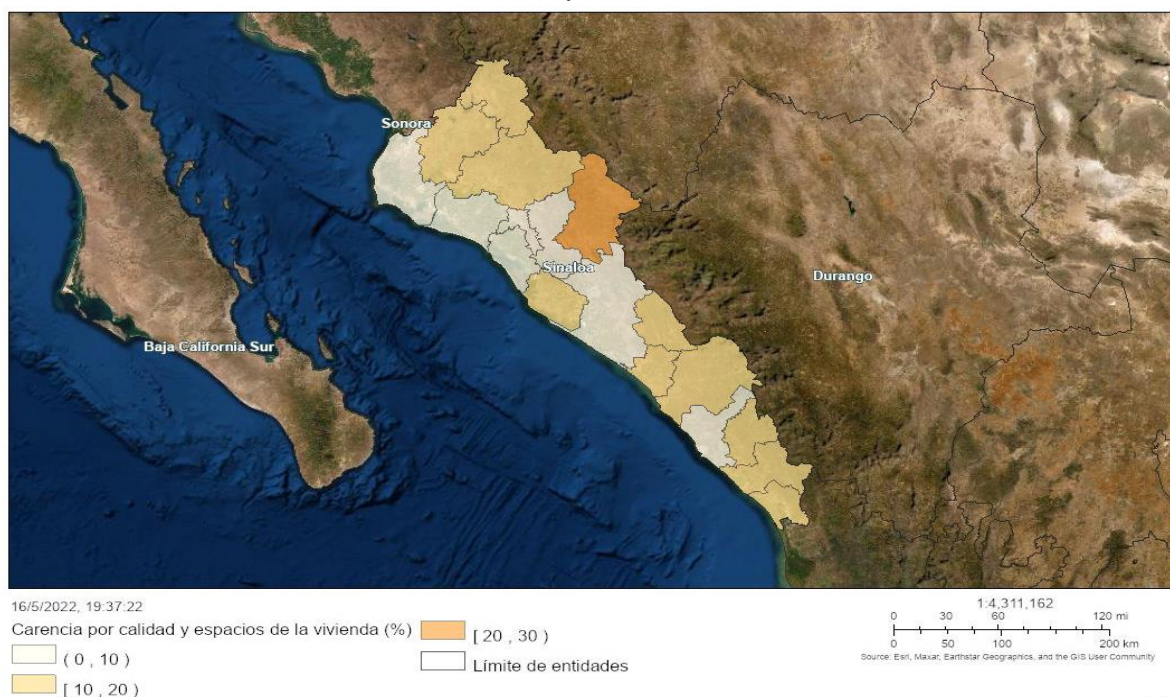 Sonora
Sinaloa
Durango
Baja California Sur
16/5/2022, 19:37:22
Carencia por calidad y espacios de la vivienda (%)
( 0 , 10 )
[ 10 , 20 )
[ 20 , 30 )
Límite de entidades
1:4,311,162
0 30 60 120 mi
0 50 100 200 km
Source: Esri, Maxar, Earthstar Geographics, and the GIS User Community